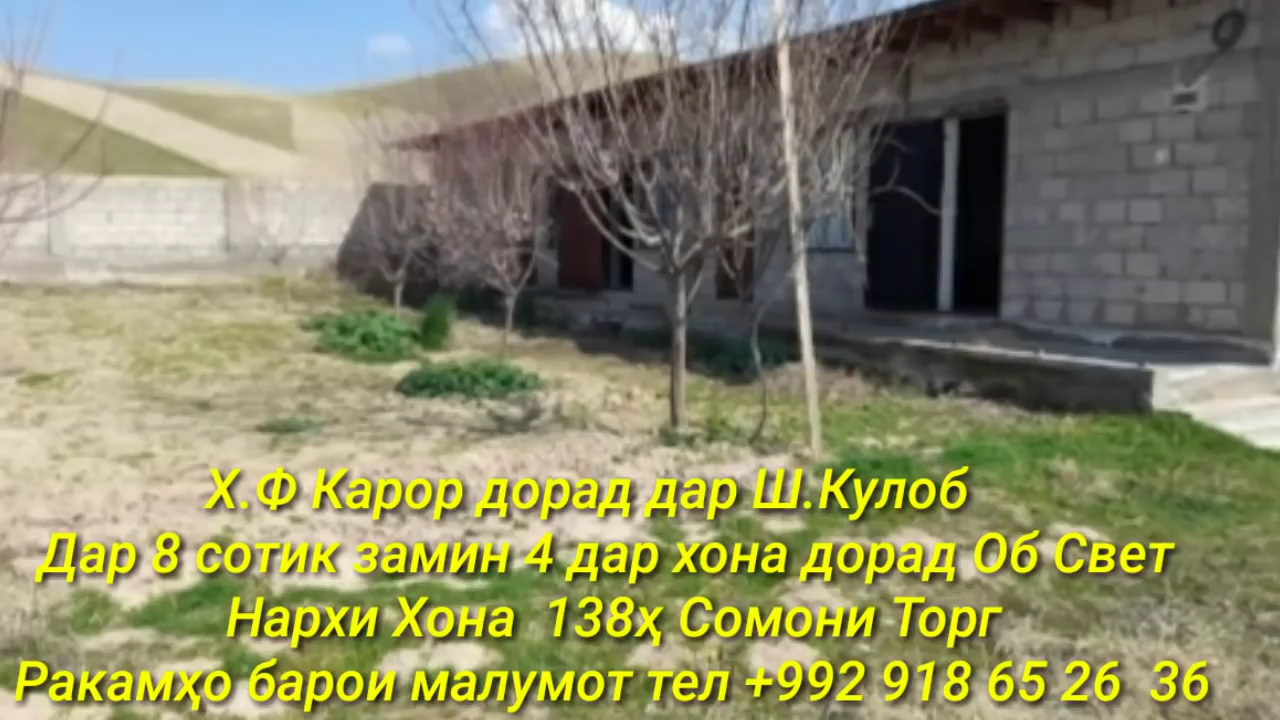 Х.Ф Карор дорад дар Ш.Кулоб
Дар 8 сотик замин 4 дар хона дорад Об Свет
Нархи Хона 138ҳ Сомони Торг
Ракамҳо барои малумот тел +992 918 65 26 36